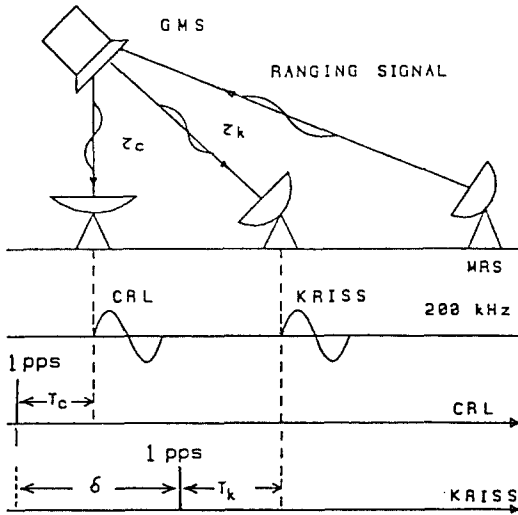 GMS
RANGING SIGNAL
τc
τk
MRS
CRL
KRISS
200 kHz
1 pps
Tc
CRL
1 pps
δ
Tk
KRISS